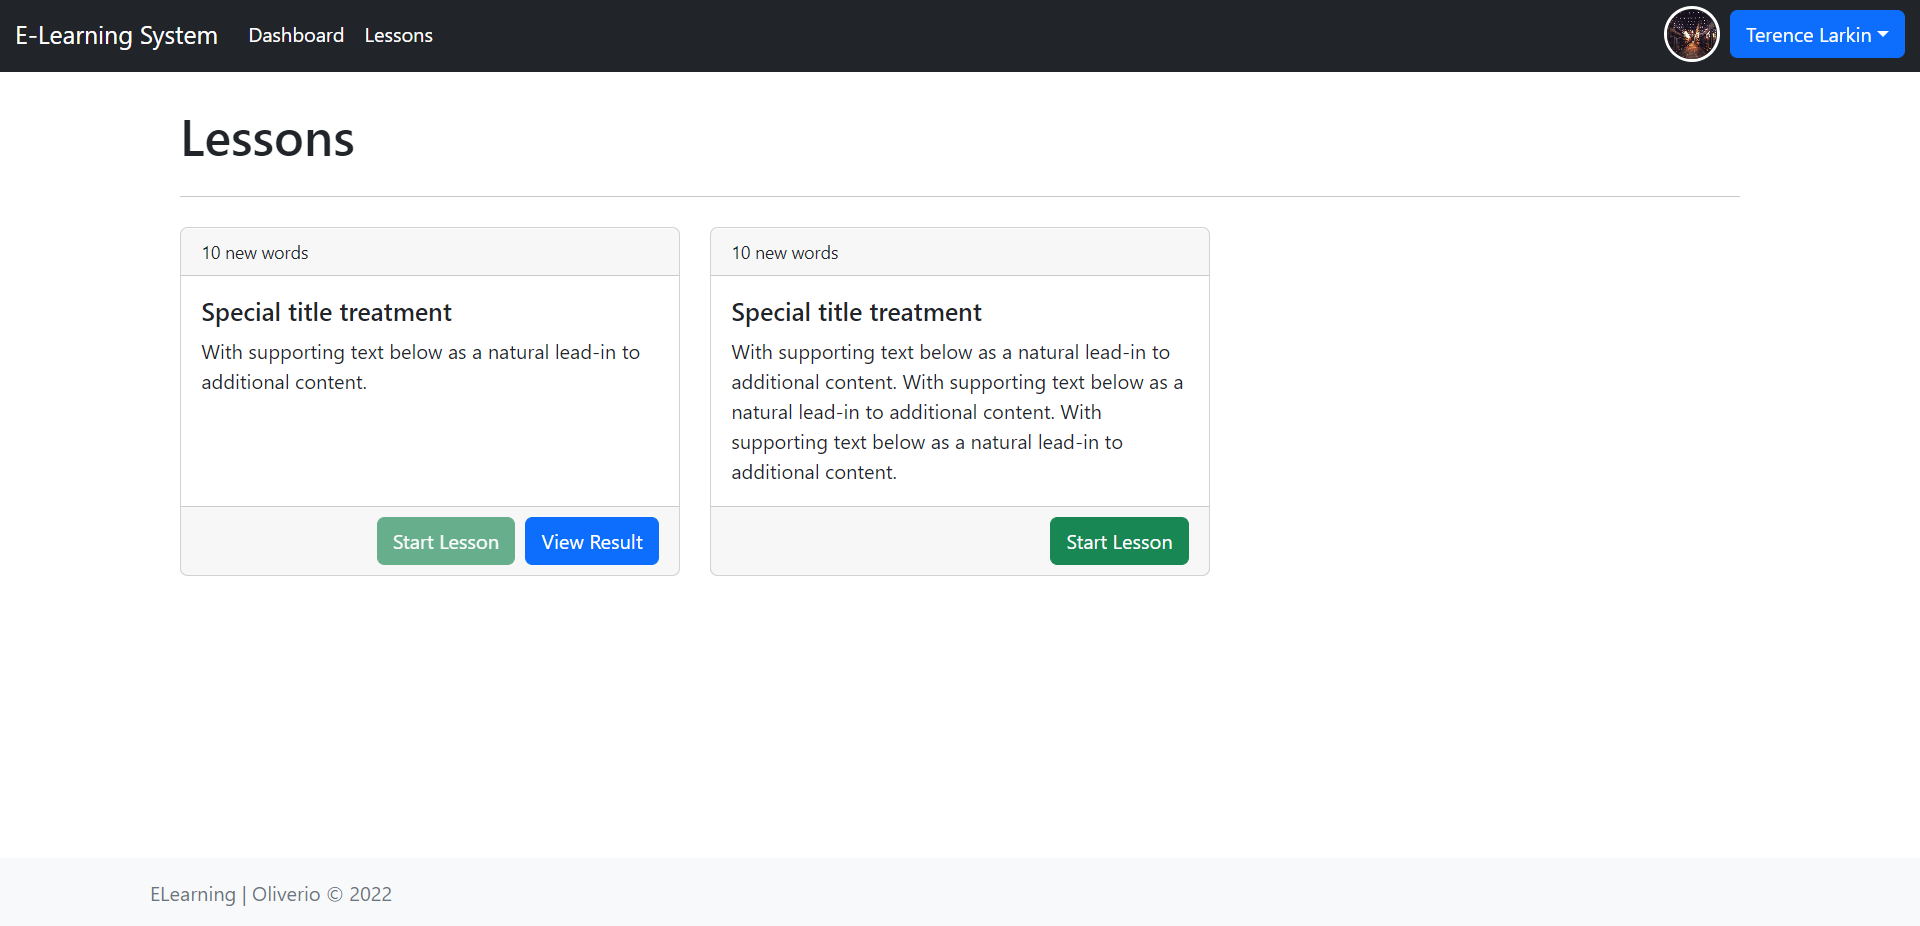 E-Learning System Dashboard Lessons Terence Larkin
Lessons
10 new words
Special title treatment
With supporting text below as a natural lead-in to
additional content.
Start Lesson View Result
10 new words
Special title treatment
With supporting text below as a natural lead-in to
additional content. With supporting text below as a
natural lead-in to additional content. With
supporting text below as a natural lead-in to
additional content.
Start Lesson
ELearning | Oliverio © 2022